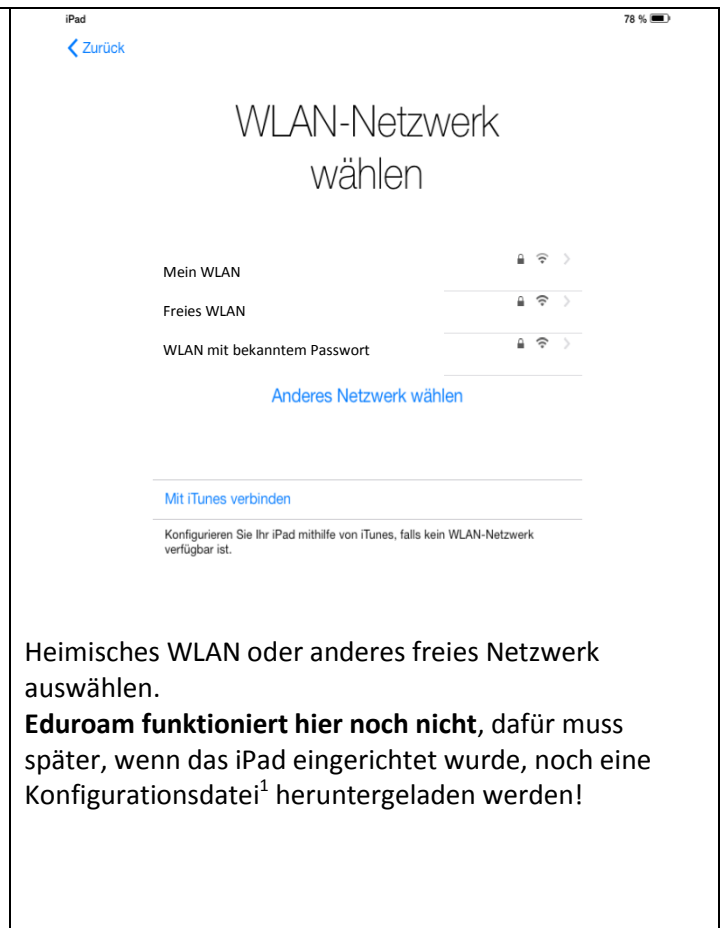 iPad 78 %
Zurück
WLAN-Netzwerk
wählen
Mein WLAN
Freies WLAN
WLAN mit bekanntem Passwort
Anderes Netzwerk wählen
Mit iTunes verbinden
Konfigurieren Sie Ihr iPad mithilfe von iTunes, falls kein WLAN-Netzwerk
verfügbar ist.
Heimisches WLAN oder anderes freies Netzwerk
auswählen.
Eduroam funktioniert hier noch nicht, dafür muss
später, wenn das iPad eingerichtet wurde, noch eine
Konfigurationsdatei¹ heruntergeladen werden!